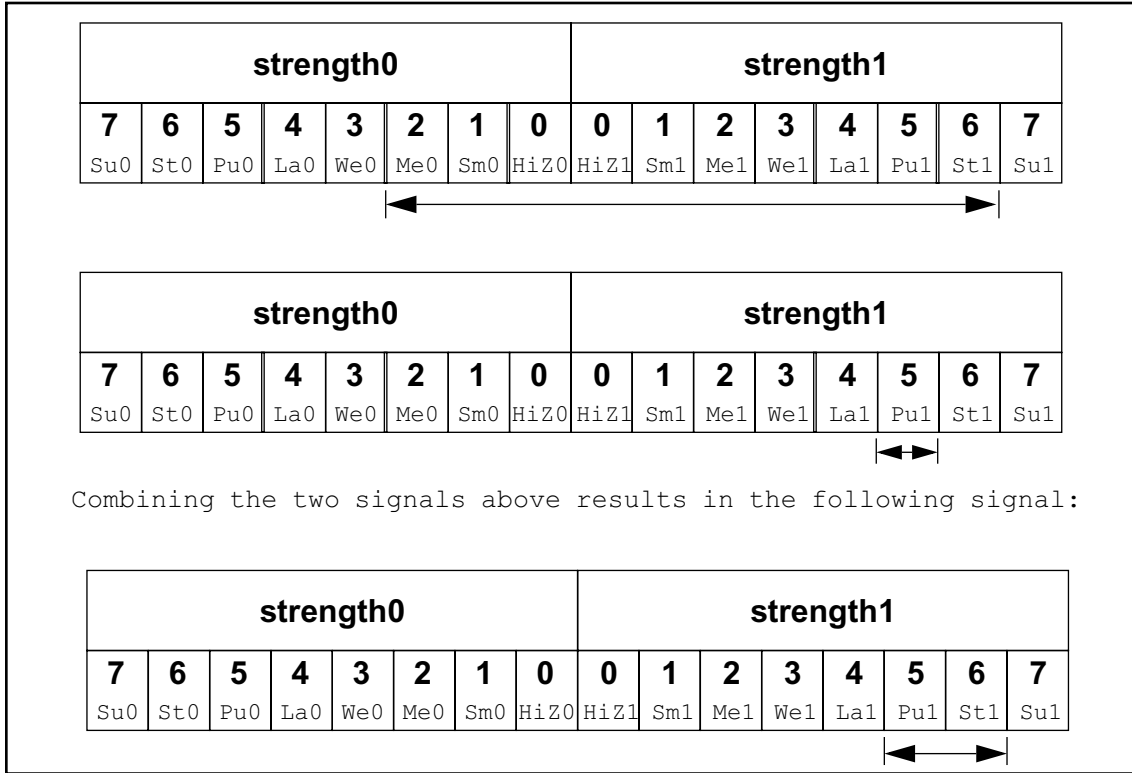 strength0 strength1
7 6 5 4 3 2 1 0 0 1 2 3 4 5 6 7
Su0 St0 Pu0 La0 We0 Me0 Sm0 HiZ0 HiZ1 Sm1 Me1 We1 La1 Pu1 St1 Su1
strength0 strength1
7 6 5 4 3 2 1 0 0 1 2 3 4 5 6 7
Su0 St0 Pu0 La0 We0 Me0 Sm0 HiZ0 HiZ1 Sm1 Me1 We1 La1 Pu1 St1 Su1
Combining the two signals above results in the following signal:
strength0 strength1
7 6 5 4 3 2 1 0 0 1 2 3 4 5 6 7
Su0 St0 Pu0 La0 We0 Me0 Sm0 HiZ0 HiZ1 Sm1 Me1 We1 La1 Pu1 St1 Su1